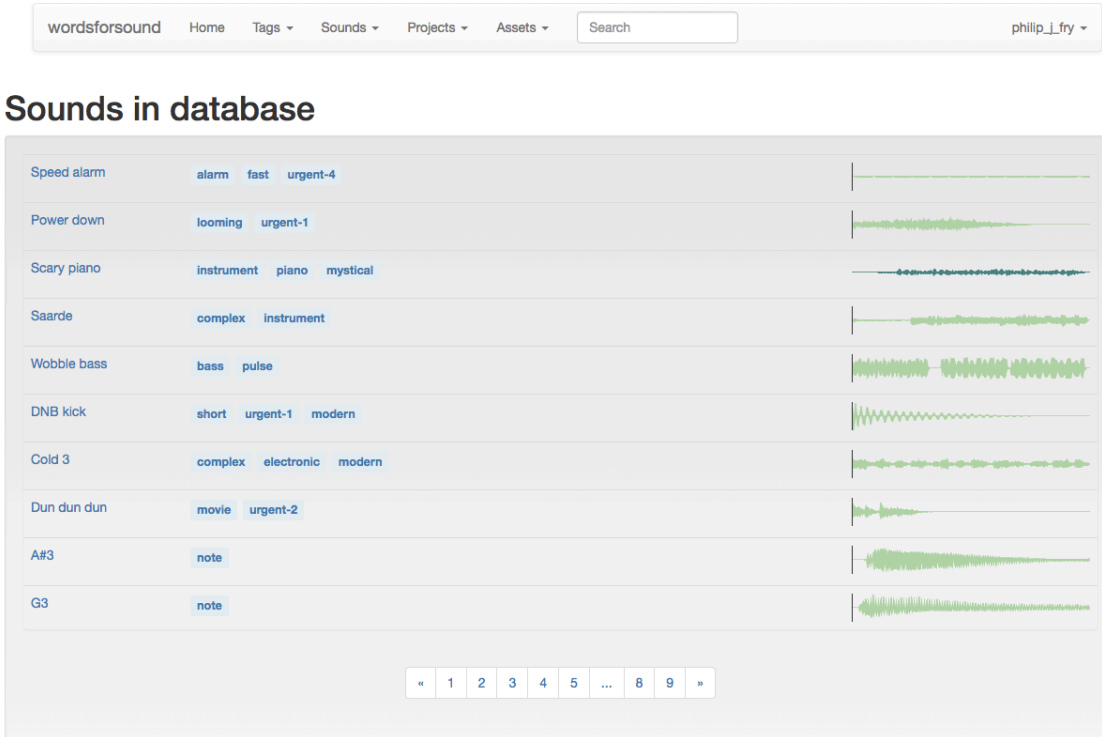 wordsforsound Home Tags Sounds Projects Assets Search philip_j_fry
Sounds in database
Speed alarm alarm fast urgent-4
Power down looming urgent-1
Scary piano instrument piano mystical
Saarde complex instrument
Wobble bass bass pulse
DNB kick short urgent-1 modern
Cold 3 complex electronic modern
Dun dun dun movie urgent-2
A#3 note
G3 note
« 1 2 3 4 5 ... 8 9 »